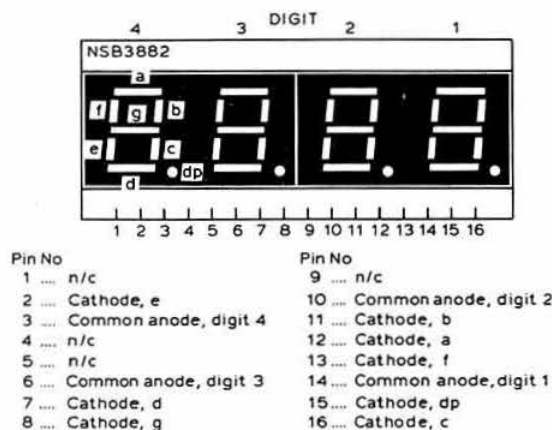 DIGIT
4 3 2 1
NSB3882
a
f g b
e c
dp
d
1 2 3 4 5 6 7 8 9 10 11 12 13 14 15 16
Pin No
1 .... n/c
2 .... Cathode, e
3 .... Common anode, digit 4
4 .... n/c
5 .... n/c
6 .... Common anode, digit 3
7 .... Cathode, d
8 .... Cathode, g
Pin No
9 .... n/c
10 .... Common anode, digit 2
11 .... Cathode, b
12 .... Cathode, a
13 .... Cathode, f
14 .... Common anode, digit 1
15 .... Cathode, dp
16 .... Cathode, c